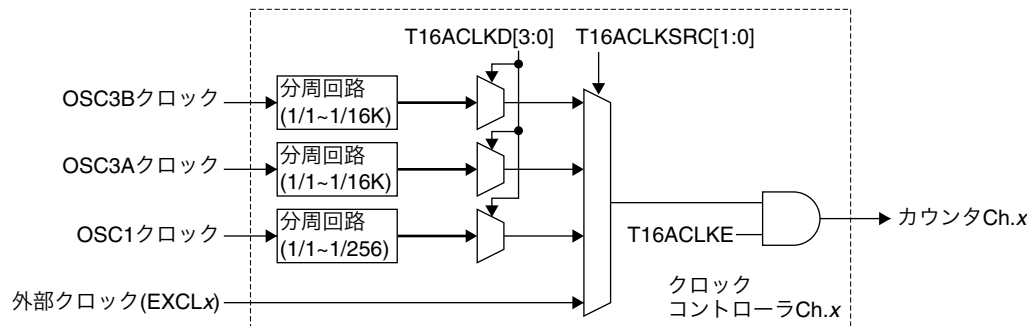 T16ACLKD[3:0]
T16ACLKSRC[1:0]
OSC3Bクロック
分周回路
(1/1~1/16K)
OSC3Aクロック
分周回路
(1/1~1/16K)
OSC1クロック
分周回路
(1/1~1/256)
T16ACLKE
カウンタCh.x
外部クロック(EXCLx)
クロック
コントローラCh.x